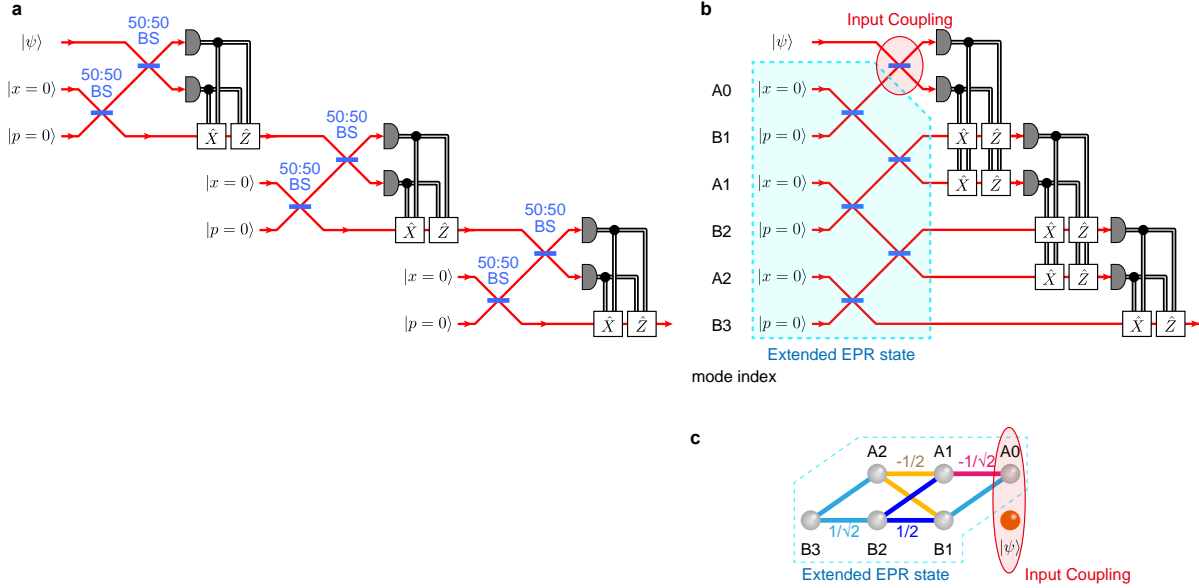 a
50:50
BS
|ψ⟩
50:50
BS
|x = 0⟩
|p = 0⟩
X̂
Ẑ
50:50
BS
50:50
BS
|x = 0⟩
|p = 0⟩
X̂
Ẑ
50:50
BS
50:50
BS
|x = 0⟩
|p = 0⟩
X̂
Ẑ
b
Input Coupling
|ψ⟩
A0
|x = 0⟩
B1
|p = 0⟩
X̂
Ẑ
A1
|x = 0⟩
X̂
Ẑ
B2
|p = 0⟩
X̂
Ẑ
A2
|x = 0⟩
X̂
Ẑ
B3
|p = 0⟩
X̂
Ẑ
Extended EPR state
mode index
c
A2
-1/2
A1
-1/√2
A0
1/√2
1/2
B3
B2
B1
|ψ⟩
Extended EPR state
Input Coupling